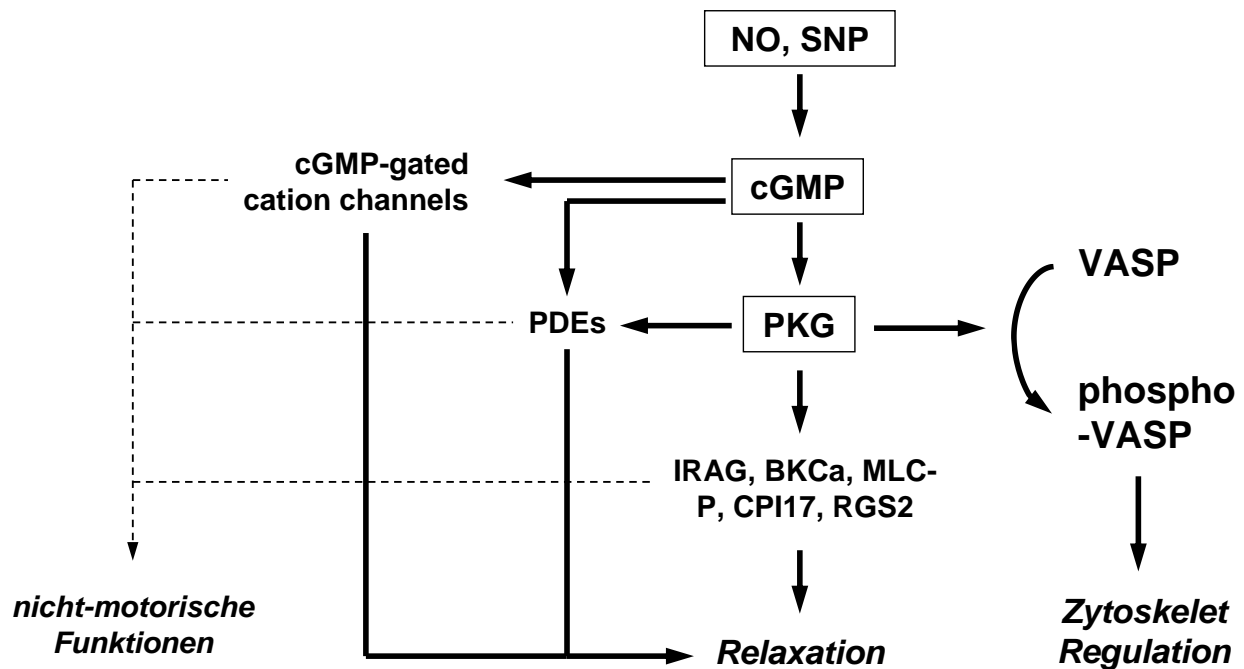 NO, SNP
cGMP-gated
cation channels
cGMP
VASP
PDEs
PKG
phospho
-VASP
IRAG, BKCa, MLC-
P, CPI17, RGS2
nicht-motorische
Funktionen
Relaxation
Zytoskelet
Regulation